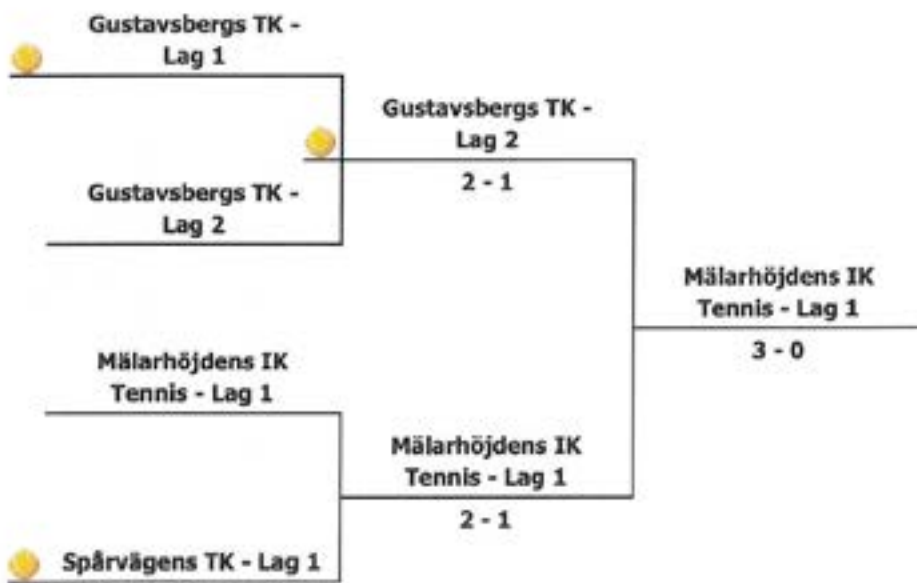 Gustavsbergs TK -
Lag 1
Gustavsbergs TK -
Lag 2
2 - 1
Gustavsbergs TK -
Lag 2
Mälarhöjdens IK
Tennis - Lag 1
3 - 0
Mälarhöjdens IK
Tennis - Lag 1
Mälarhöjdens IK
Tennis - Lag 1
2 - 1
Spårvägens TK - Lag 1